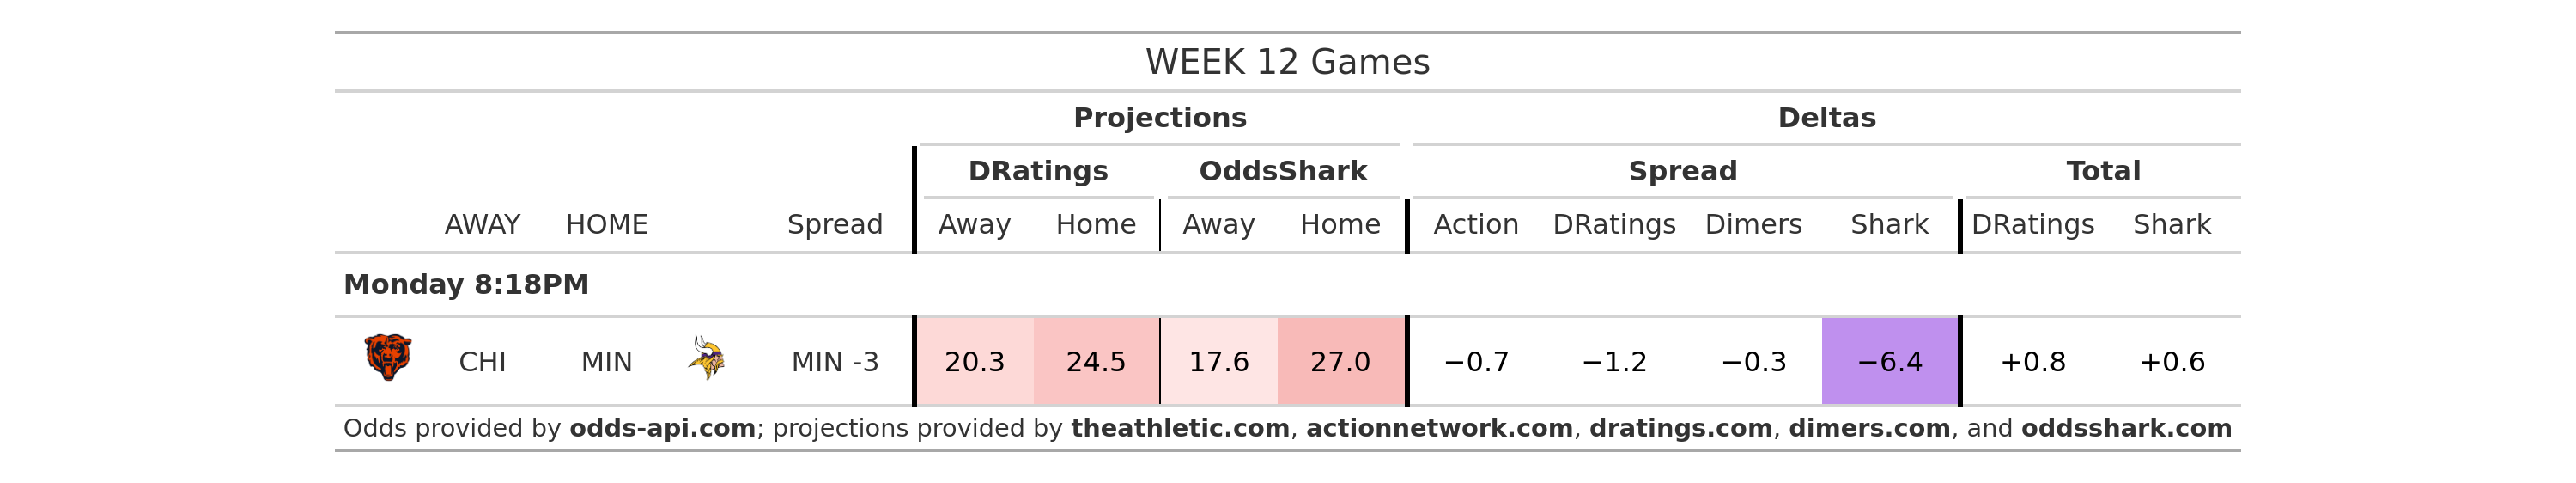 WEEK 12 Games
Projections Deltas
DRatings OddsShark Spread Total
AWAY HOME Spread Away Home Away Home Action DRatings Dimers Shark DRatings Shark
Monday 8:18PM
CHI MIN MIN -3 20.3 24.5 17.6 27.0 −0.7 −1.2 −0.3 −6.4 +0.8 +0.6
Odds provided by odds-api.com; projections provided by theathletic.com, actionnetwork.com, dratings.com, dimers.com, and oddsshark.com